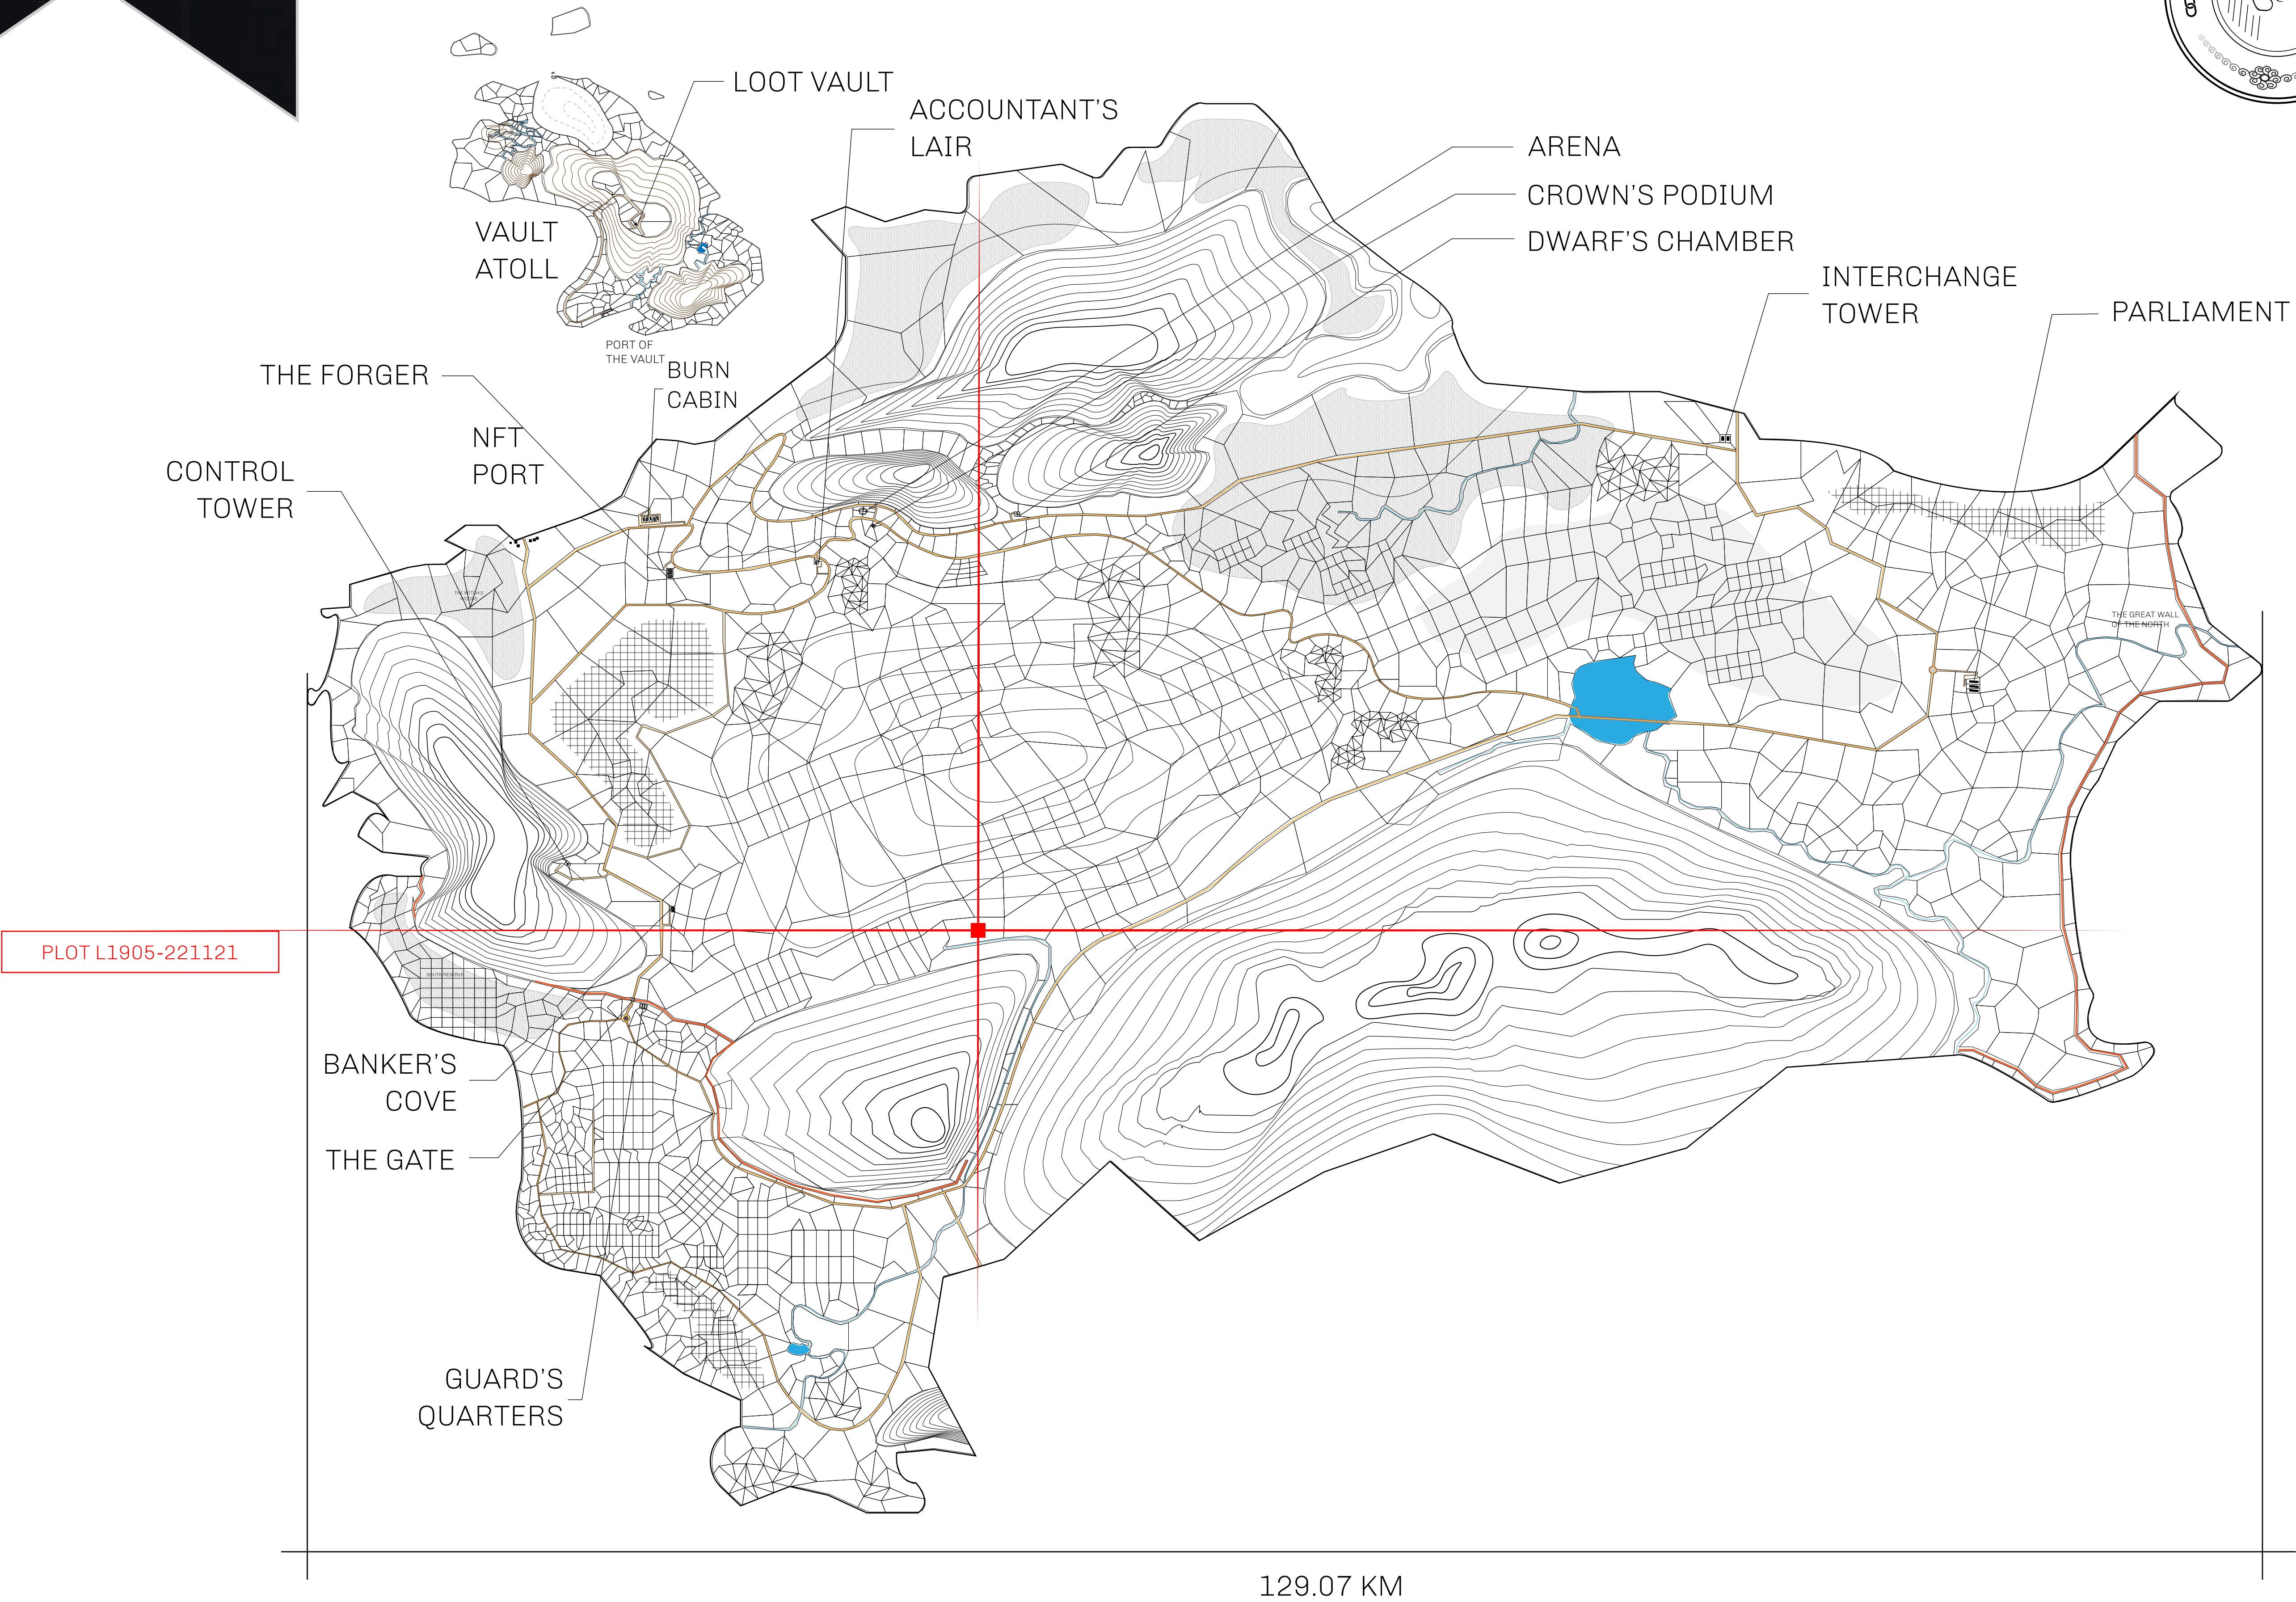 LOOT VAULT
ACCOUNTANT'S
LAIR
ARENA
CROWN'S PODIUM
DWARF'S CHAMBER
VAULT
ATOLL
INTERCHANGE
TOWER
PARLIAMENT
PORT OF
THE VAULT
BURN
CABIN
THE FORGER
NFT
PORT
CONTROL
TOWER
THE GREAT WALL
OF THE NORTH
PLOT L1905-221121
SOUTH RESERVE
BANKER'S
COVE
THE GATE
GUARD'S
QUARTERS
129.07 KM